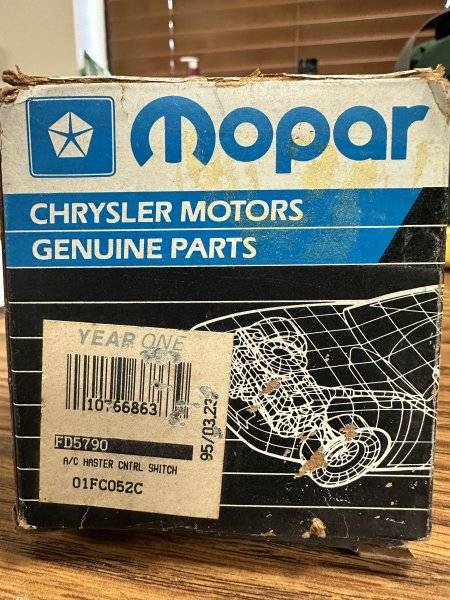 Mopar
CHRYSLER MOTORS
GENUINE PARTS
YEAR ONE
10766863
95/03.23
FD5790
A/C MASTER CNTRL SWITCH
01FC052C